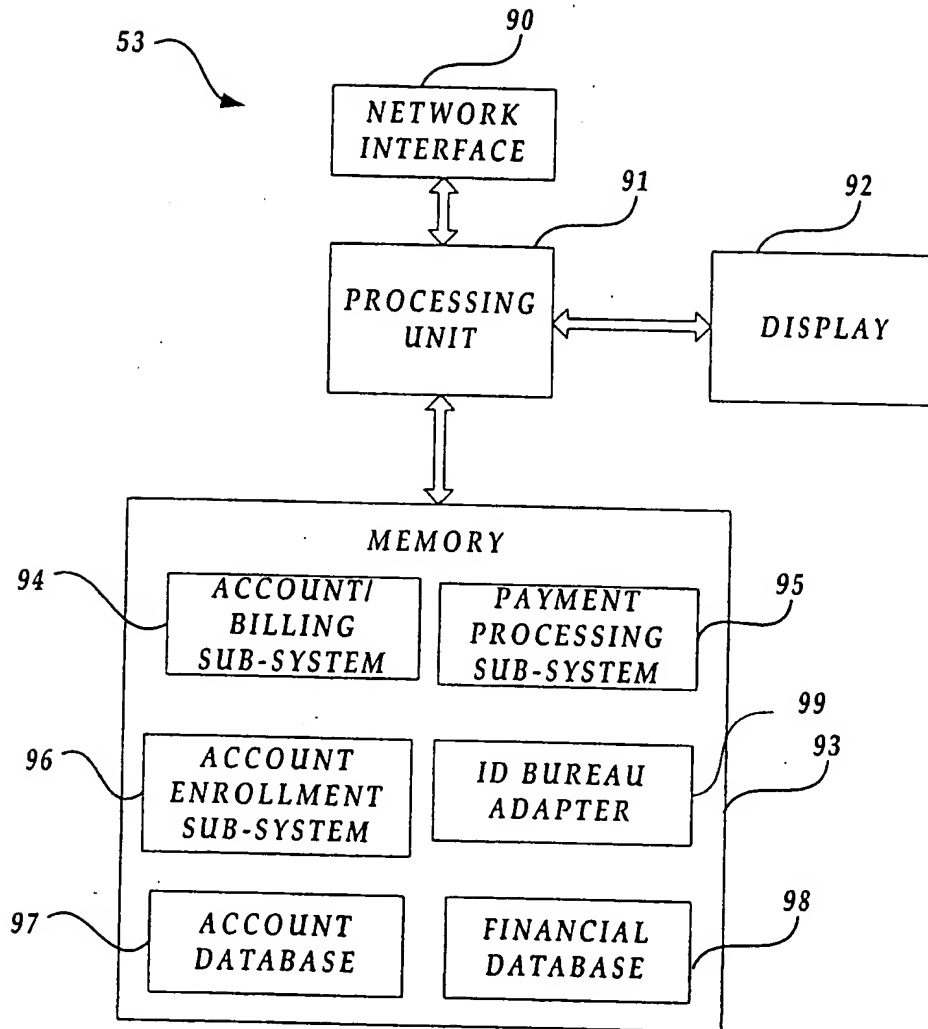 90
53
NETWORK
INTERFACE
91
92
PROCESSING
UNIT
DISPLAY
MEMORY
94
ACCOUNT/
BILLING
SUB-SYSTEM
PAYMENT
PROCESSING
SUB-SYSTEM
95
99
93
96
ACCOUNT
ENROLLMENT
SUB-SYSTEM
ID BUREAU
ADAPTER
97
ACCOUNT
DATABASE
FINANCIAL
DATABASE
98